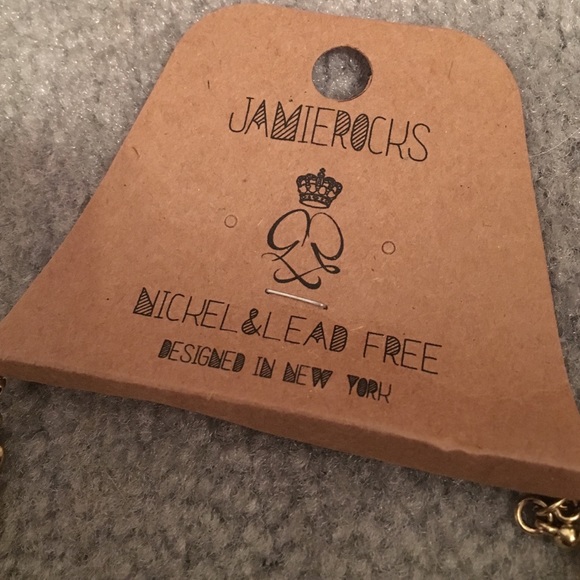 JAMIEROCKS
NICKEL&LEAD FREE
DESIGNED IN NEW YORK